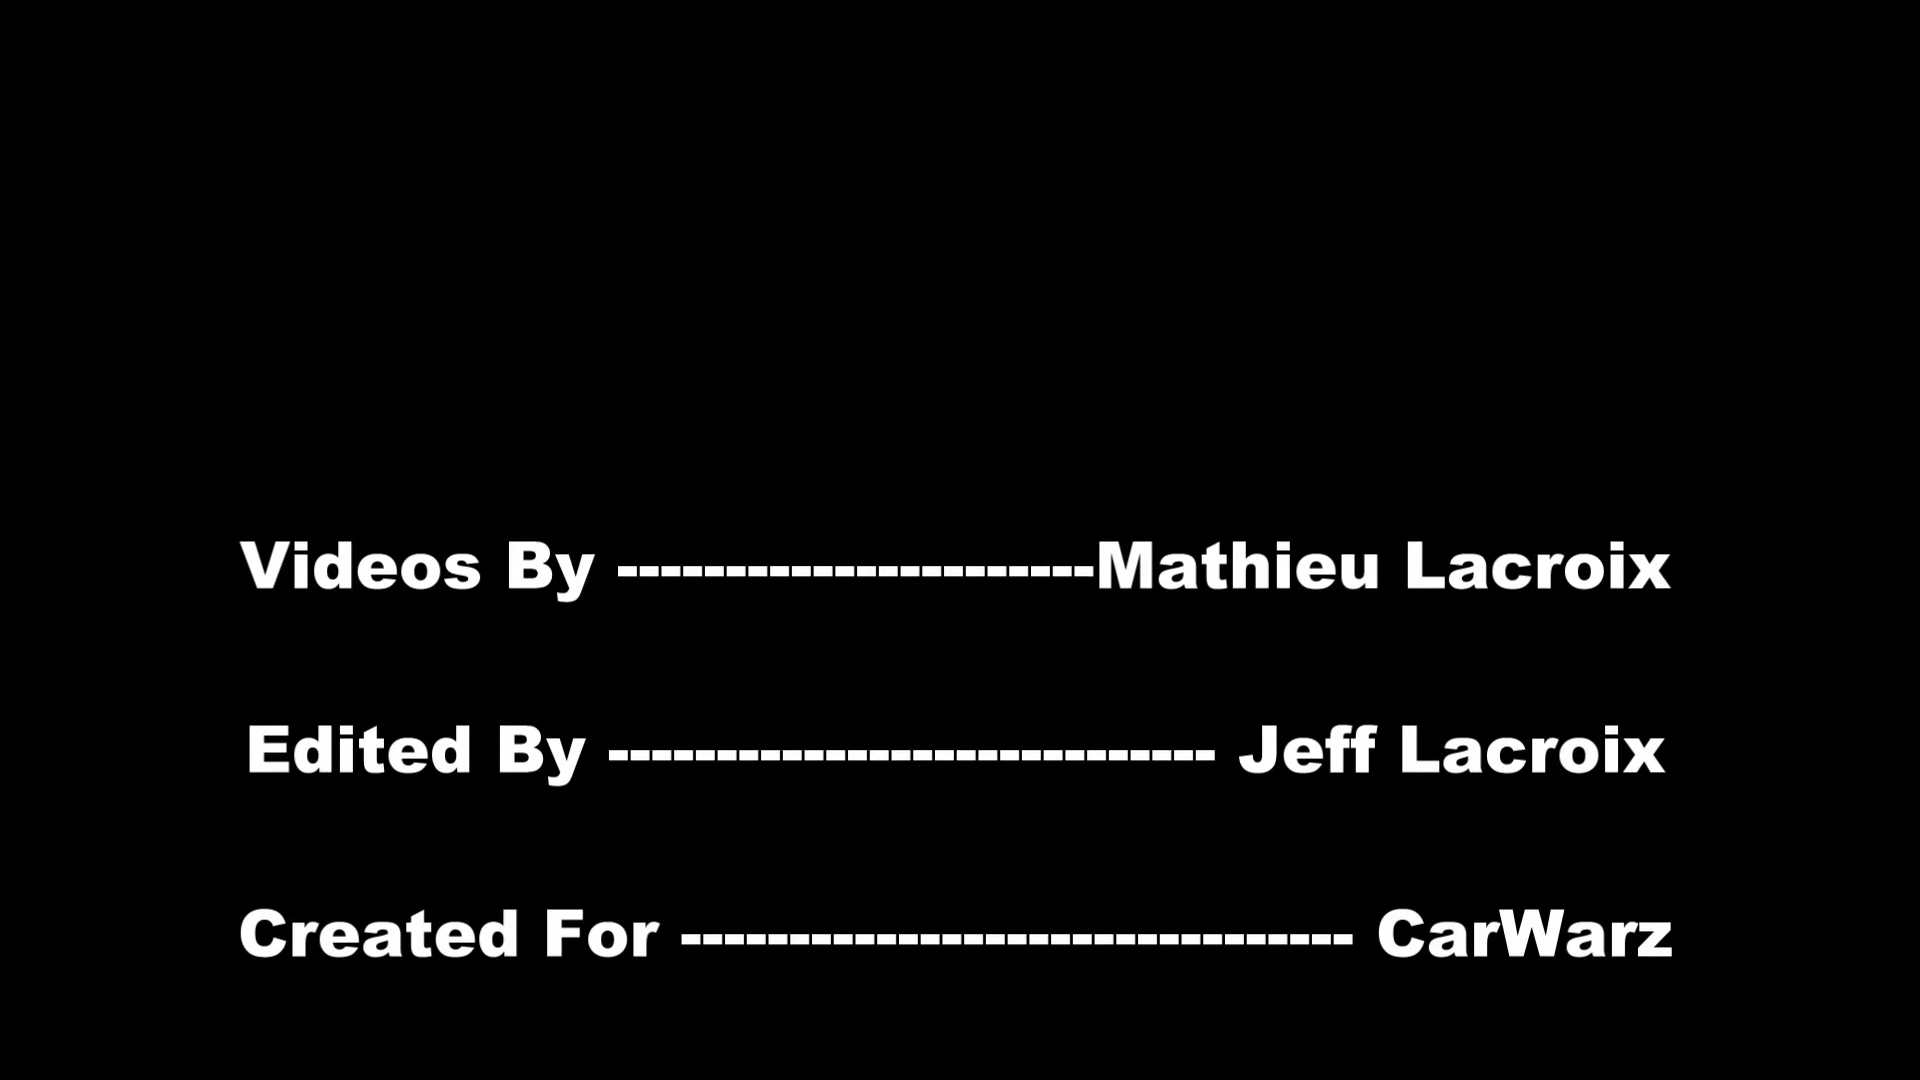 Videos By ----------------------Mathieu Lacroix
Edited By ---------------------------- Jeff Lacroix
Created For ------------------------------- CarWarz